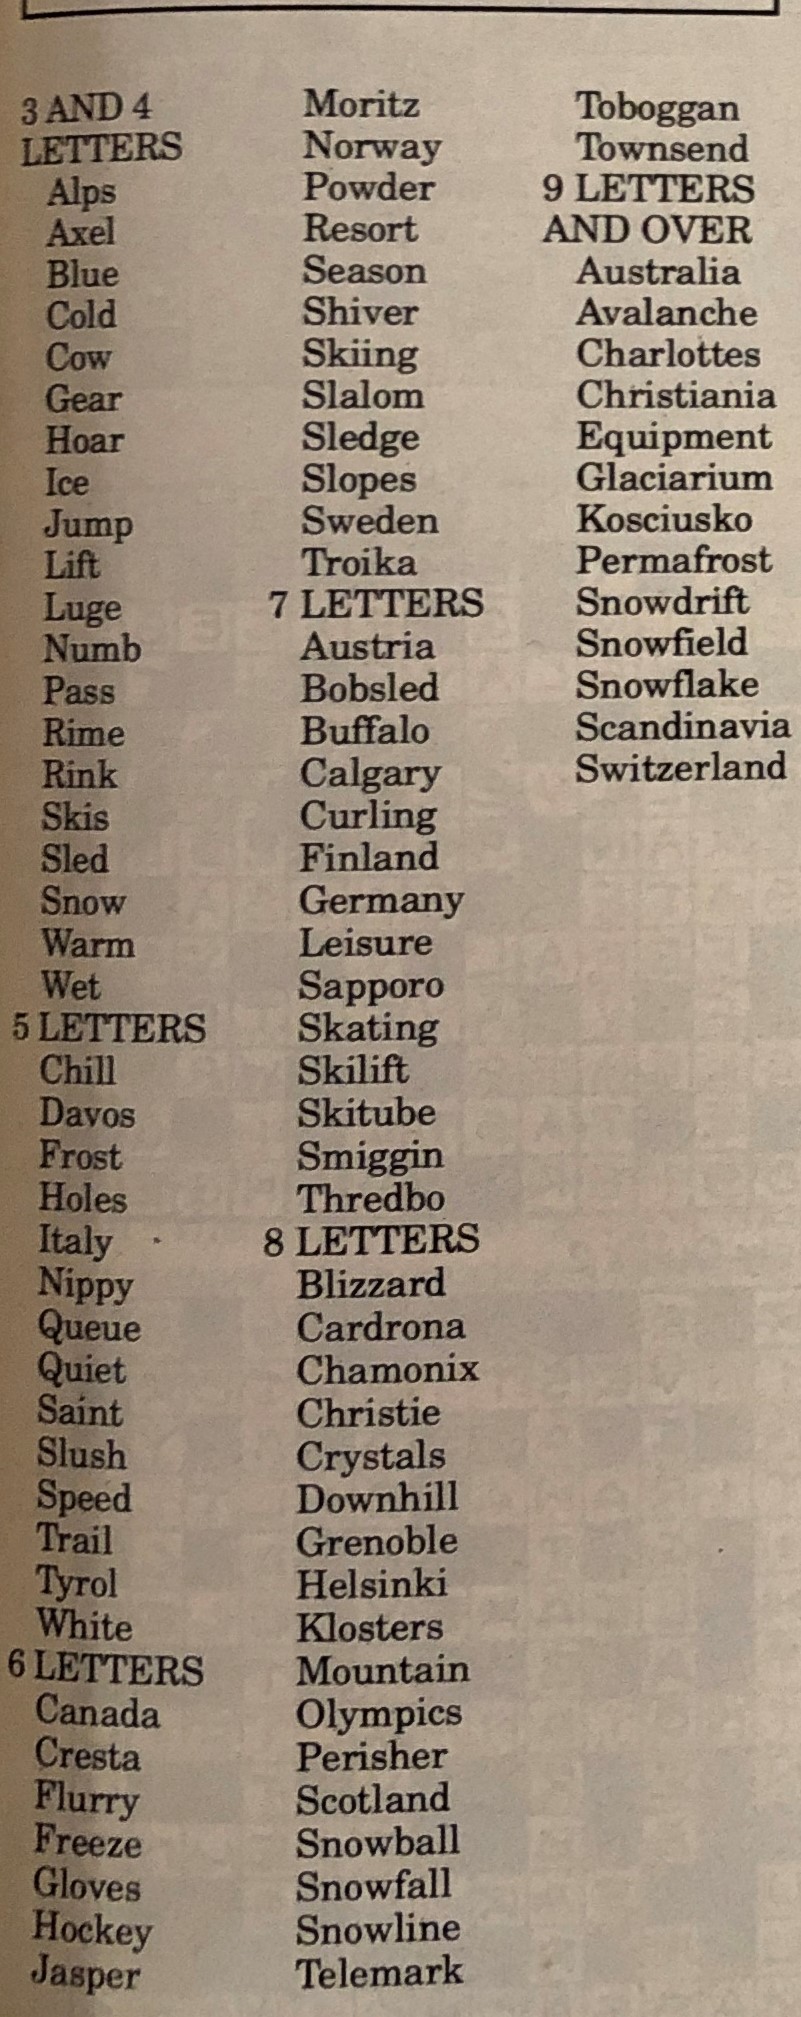 3 AND 4
LETTERS
Alps
Axel
Blue
Cold
Cow
Gear
Hoar
Ice
Jump
Lift
Luge
Numb
Pass
Rime
Rink
Skis
Sled
Snow
Warm
Wet
5 LETTERS
Chill
Davos
Frost
Holes
Italy
Nippy
Queue
Quiet
Saint
Slush
Speed
Trail
Tyrol
White
6 LETTERS
Canada
Cresta
Flurry
Freeze
Gloves
Hockey
Jasper
Moritz
Norway
Powder
Resort
Season
Shiver
Skiing
Slalom
Sledge
Slopes
Sweden
Troika
7 LETTERS
Austria
Bobsled
Buffalo
Calgary
Curling
Finland
Germany
Leisure
Sapporo
Skating
Skilift
Skitube
Smiggin
Thredbo
8 LETTERS
Blizzard
Cardrona
Chamonix
Christie
Crystals
Downhill
Grenoble
Helsinki
Klosters
Mountain
Olympics
Perisher
Scotland
Snowball
Snowfall
Snowline
Telemark
Toboggan
Townsend
9 LETTERS
AND OVER
Australia
Avalanche
Charlottes
Christiania
Equipment
Glaciarium
Kosciusko
Permafrost
Snowdrift
Snowfield
Snowflake
Scandinavia
Switzerland